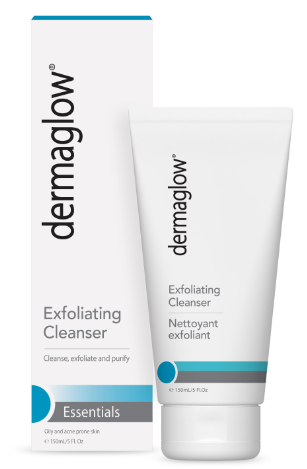 dermaglow®
Exfoliating
Cleanser
Cleanse, exfoliate and purify
Essentials
Oily and acne prone skin
℮ 150mL/5 Fl.Oz
dermaglow®
Exfoliating
Cleanser
Nettoyant
exfoliant
℮ 150mL/5 Fl.Oz